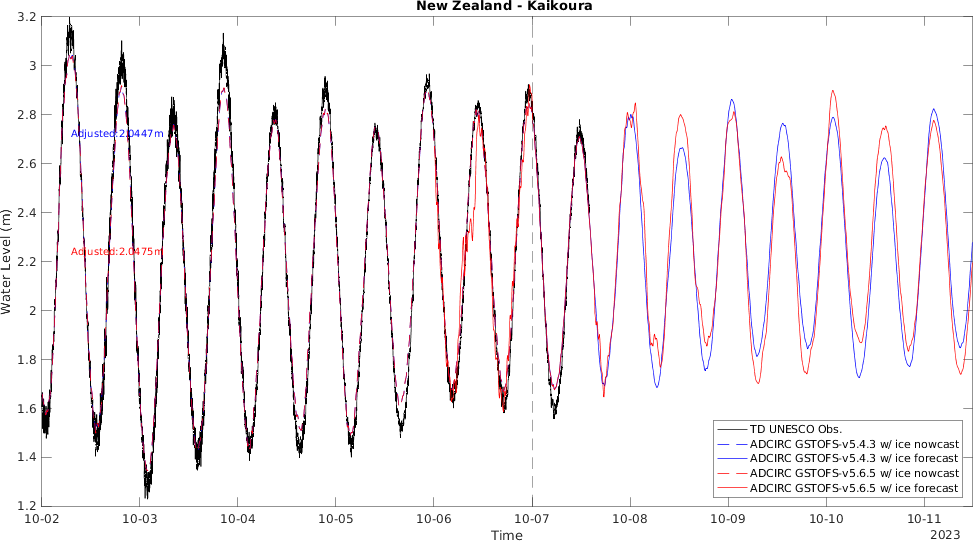 New Zealand - Kaikoura
3.2
3
2.8
2.6
2.4
2.2
2
1.8
1.6
1.4
1.2
Water Level (m)
Adjusted:2.0447m
Adjusted:2.0475m
TD UNESCO Obs.
ADCIRC GSTOFS-v5.4.3 w/ ice nowcast
ADCIRC GSTOFS-v5.4.3 w/ ice forecast
ADCIRC GSTOFS-v5.6.5 w/ ice nowcast
ADCIRC GSTOFS-v5.6.5 w/ ice forecast
10-02 10-03 10-04 10-05 10-06 10-07 10-08 10-09 10-10 10-11
Time
2023